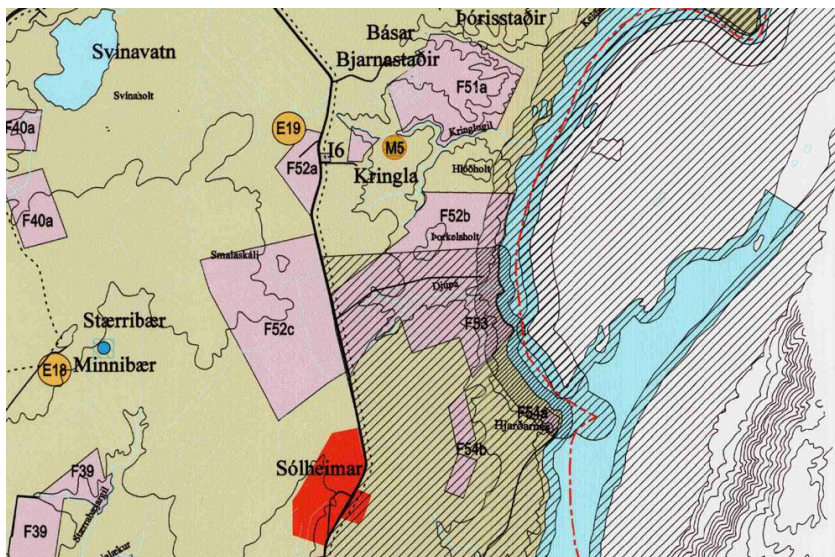 Þórisstaðir
Básar
Svínavatn
Bjarnastaðir
F51a
Svínaholt
E19
F40a
I6
M5
Kringlugil
F52a
Kringla
Hlöðholt
F52b
F40a
Þorkelsholt
Smalaskáli
Djúpá
Stærribær
F52c
F53
E18
Minnibær
F54a
Hjarðarnes
F54b
Sólheimar
F39
Stærribæjargil
F39